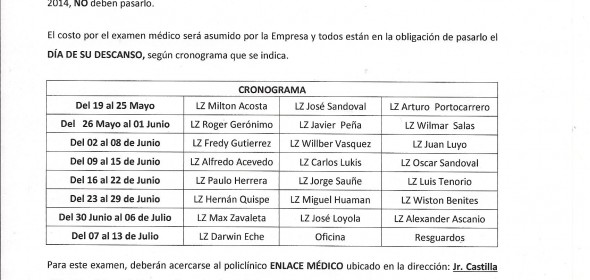 2014, NO deben pasarlo.
El costo por el examen médico será asumido por la Empresa y todos están en la obligación de pasarlo el
DÍA DE SU DESCANSO, según cronograma que se indica.
CRONOGRAMA
Del 19 al 25 Mayo LZ Milton Acosta LZ José Sandoval LZ Arturo Portocarrero
Del 26 Mayo al 01 Junio LZ Roger Gerónimo LZ Javier Peña LZ Wilmar Salas
Del 02 al 08 de Junio LZ Fredy Gutierrez LZ Willber Vasquez LZ Juan Luyo
Del 09 al 15 de Junio LZ Alfredo Acevedo LZ Carlos Lukis LZ Oscar Sandoval
Del 16 al 22 de Junio LZ Paulo Herrera LZ Jorge Sauñe LZ Luis Tenorio
Del 23 al 29 de Junio LZ Hernán Quispe LZ Miguel Huaman LZ Wiston Benites
Del 30 Junio al 06 de Julio LZ Max Zavaleta LZ José Loyola LZ Alexander Ascanio
Del 07 al 13 de Julio LZ Darwin Eche Oficina Resguardos
Para este examen, deberán acercarse al policlínico ENLACE MÉDICO ubicado en la dirección: Jr. Castilla